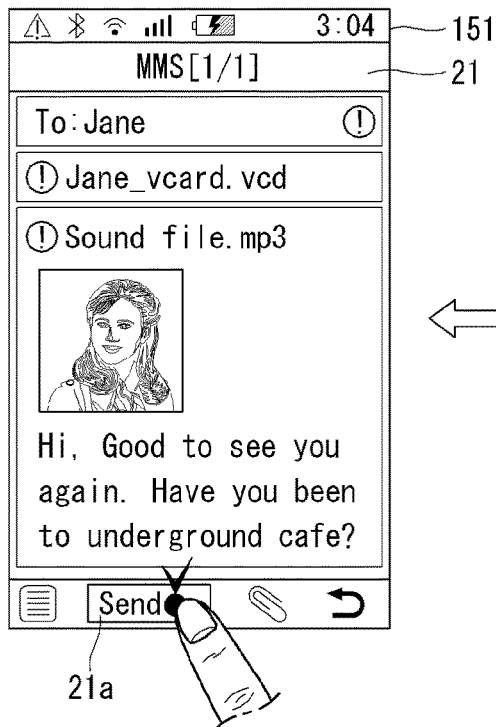 3:04
151
MMS[1/1]
21
To:Jane
Jane_vcard.vcd
Sound file.mp3
Hi, Good to see you
again. Have you been
to underground cafe?
Send
21a